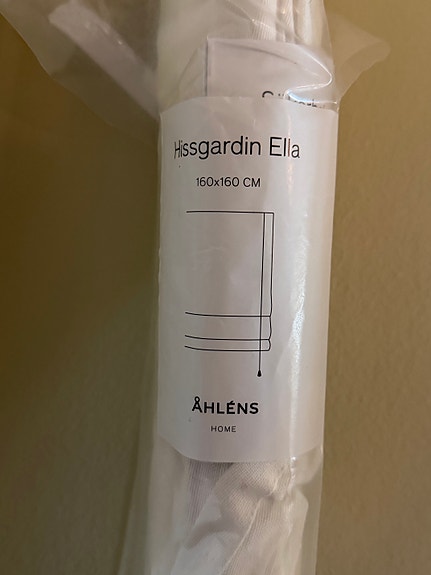 Hissgardin Ella
160x160 CM
ÅHLÉNS
HOME